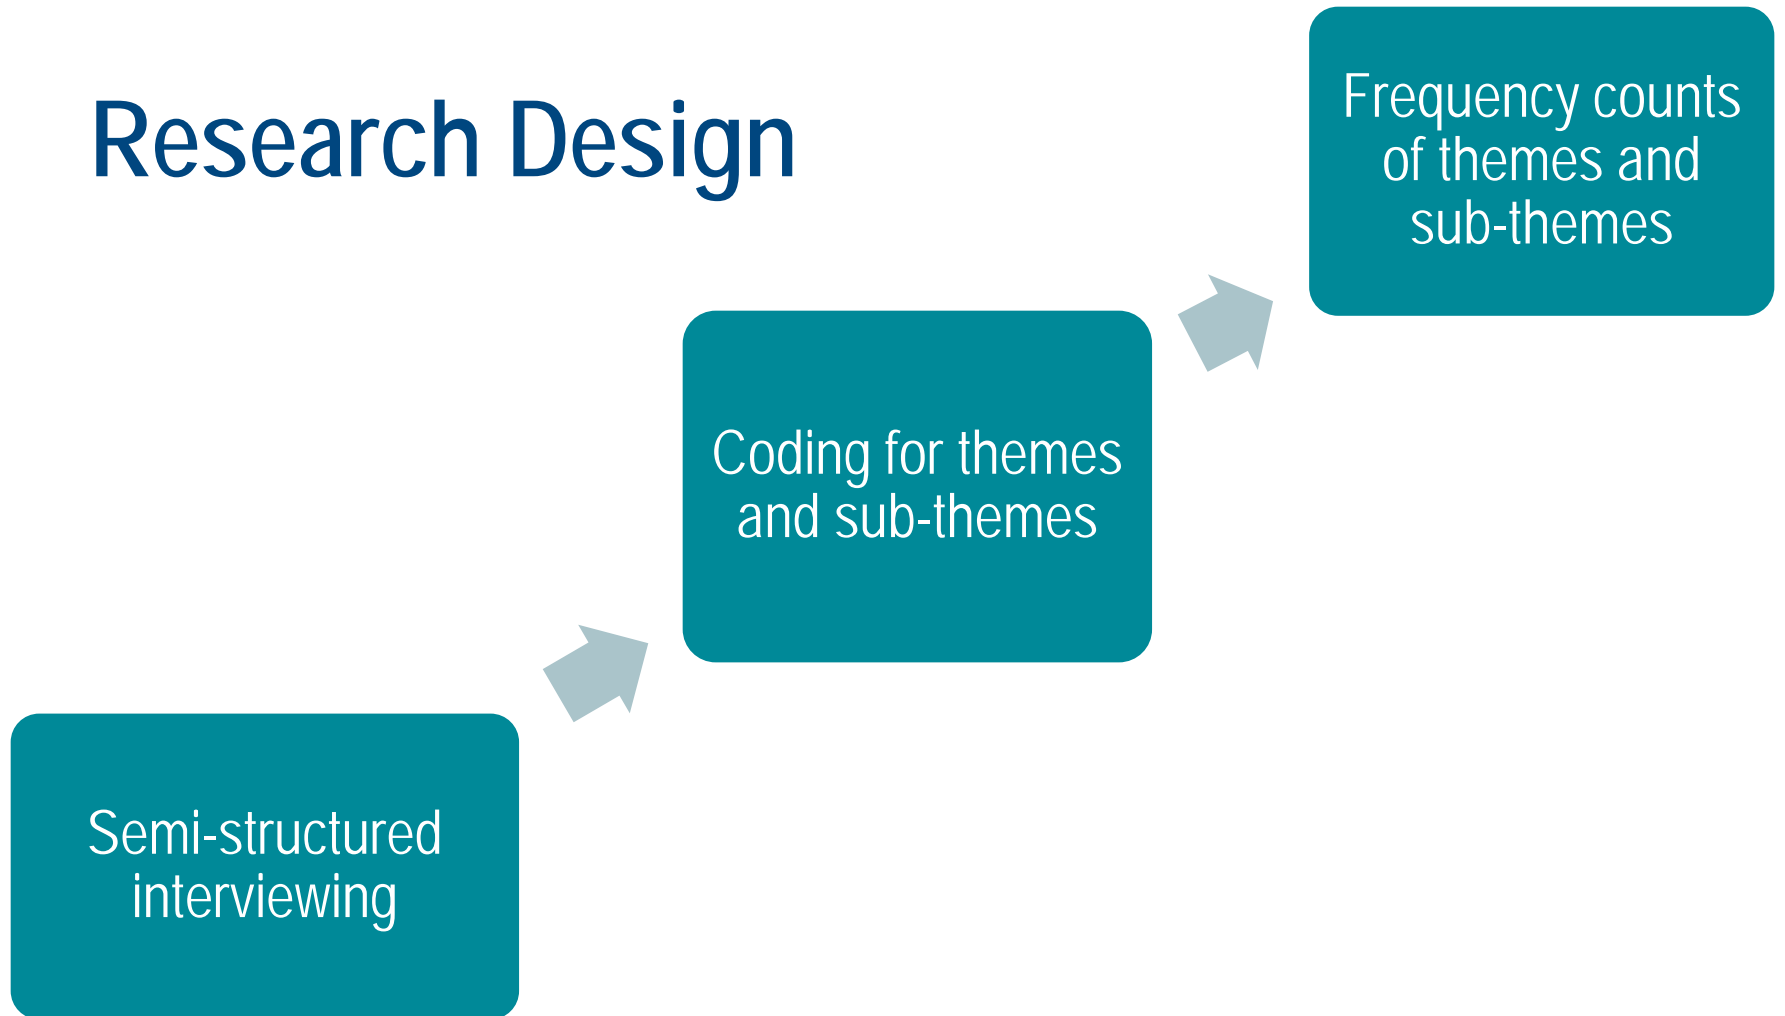 Research Design
Frequency counts
of themes and
sub-themes
Coding for themes
and sub-themes
Semi-structured
interviewing